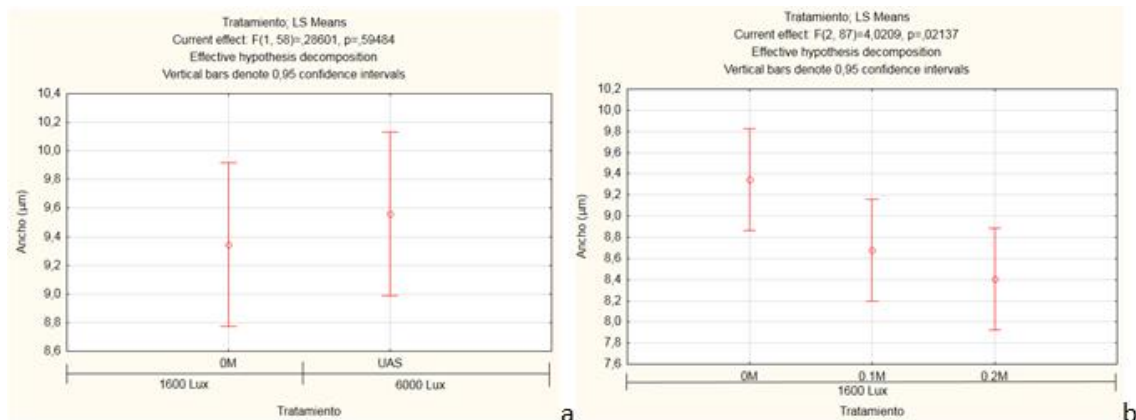 Tratamiento; LS Means
Current effect: F(1, 58)=,28601, p=,59484
Effective hypothesis decomposition
Vertical bars denote 0,95 confidence intervals
10,4
10,2
10,0
9,8
9,6
9,4
9,2
9,0
8,8
8,6
Ancho (µm)
0M UAS
1600 Lux 6000 Lux
Tratamiento
a
Tratamiento; LS Means
Current effect: F(2, 87)=4,0209, p=,02137
Effective hypothesis decomposition
Vertical bars denote 0,95 confidence intervals
10,2
10,0
9,8
9,6
9,4
9,2
9,0
8,8
8,6
8,4
8,2
8,0
7,8
7,6
Ancho (µm)
0M 0.1M 0.2M
1600 Lux
Tratamiento
b